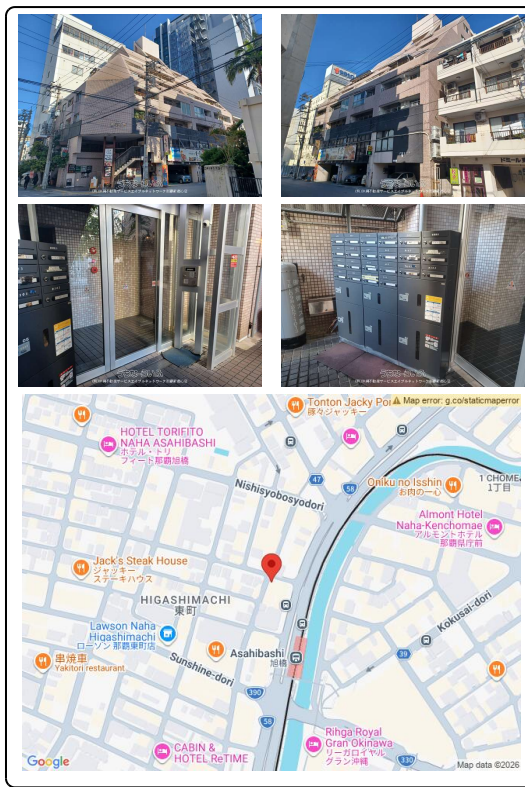 Tonton Jacky Por
豚々ジャッキー
Map error: g.co/staticmaperror
HOTEL TORIFITO
NAHA ASAHIBASHI
ホテル・トリ
フィート那覇旭橋
47
58
Nishisyobosyodori
Oniku no Isshin
お肉の一心
1 CHOME
1丁目
Almont Hotel
Naha-Kenchomae
アルモントホテル
那覇県庁前
Jack's Steak House
ジャッキー
ステーキハウス
HIGASHIMACHI
東町
Kokusai-dori
Lawson Naha
Higashimachi
ローソン 那覇東町店
Asahibashi
旭橋
39
串焼車
Yakitori restaurant
Sunshine-dori
390
58
Rihga Royal
Gran Okinawa
リーガロイヤル
グラン沖縄
CABIN &
HOTEL ReTIME
330
Google
Map data ©2026